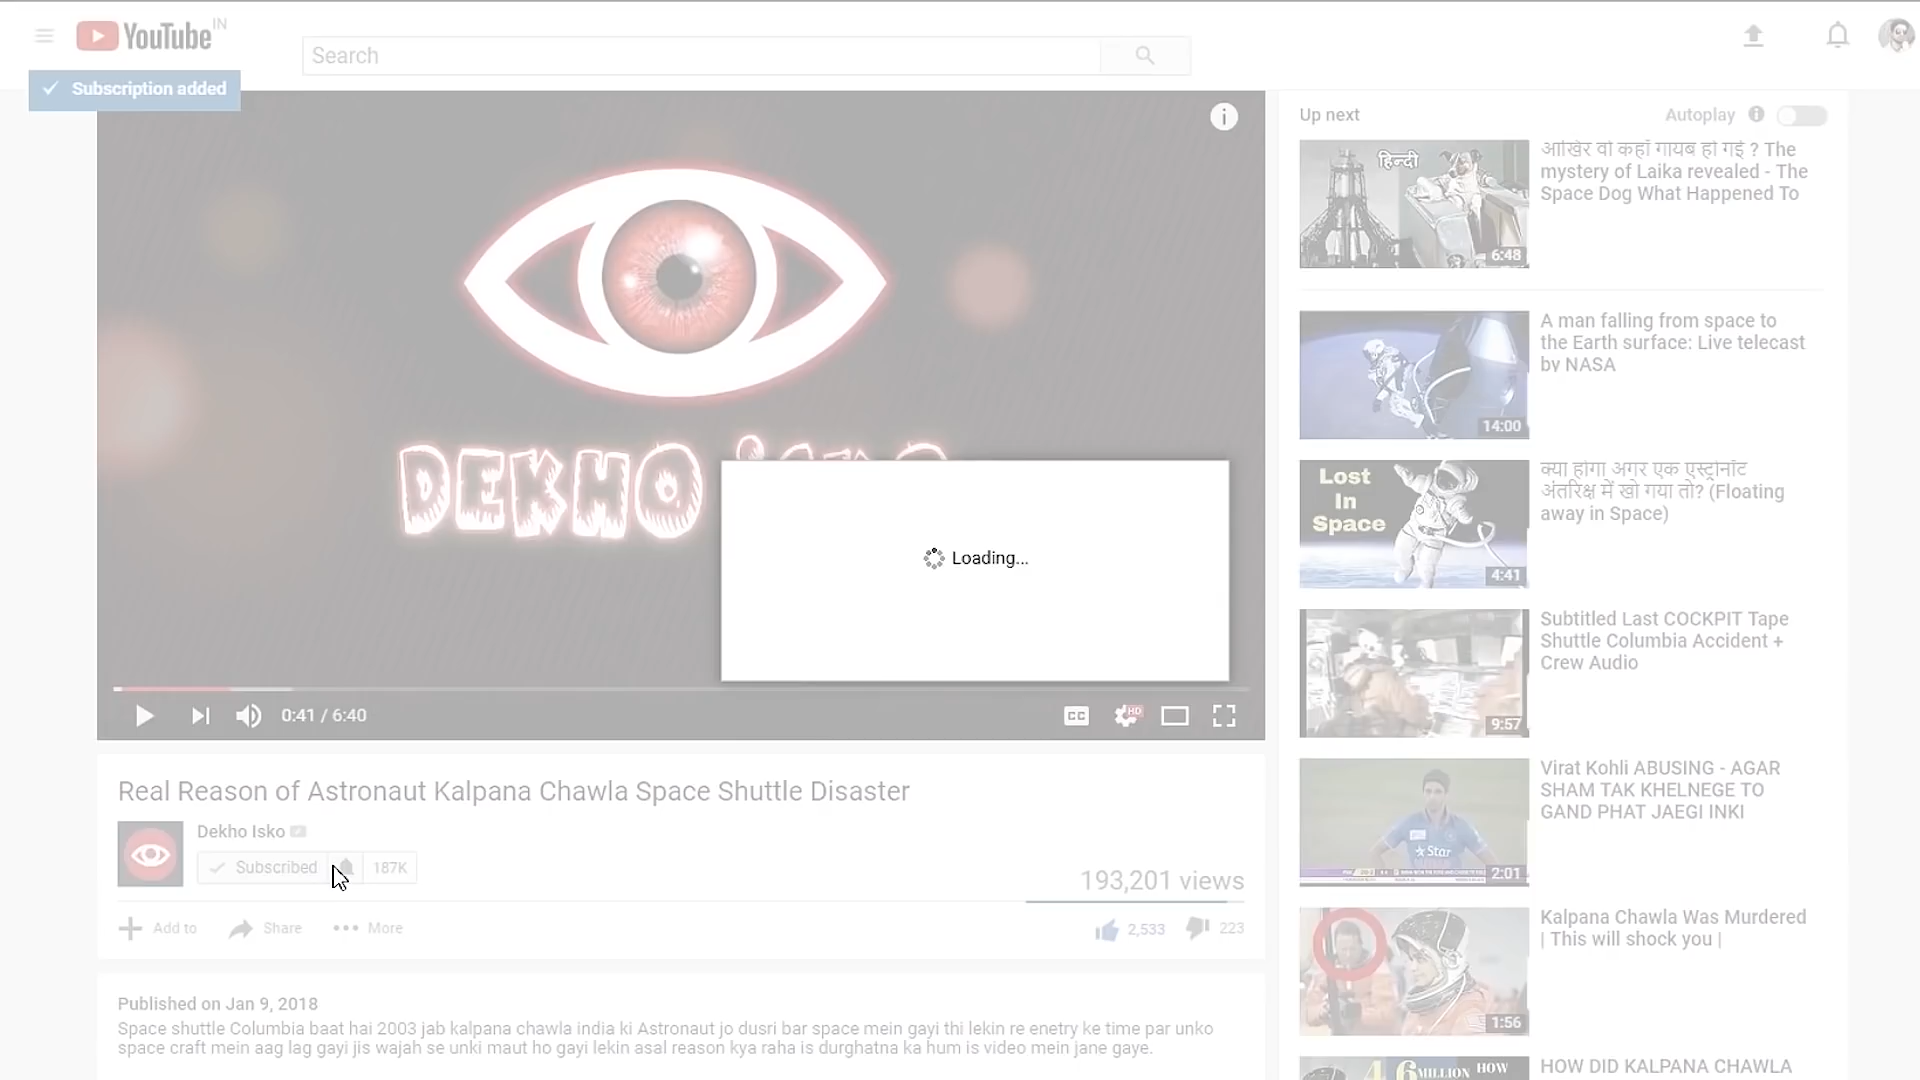 YouTube IN
Search
Subscription added
DEKHO
Loading...
0:41 / 6:40
CC
HD
Real Reason of Astronaut Kalpana Chawla Space Shuttle Disaster
Dekho Isko
Subscribed
187K
193,201 views
Add to
Share
More
2,533
223
Published on Jan 9, 2018
Space shuttle Columbia baat hai 2003 jab kalpana chawla india ki Astronaut jo dusri bar space mein gayi thi lekin re enetry ke time par unko
space craft mein aag lag gayi jis wajah se unki maut ho gayi lekin asal reason kya raha is durghatna ka hum is video mein jane gaye.
Up next
Autoplay
हिन्दी
6:48
आखिर वो कहाँ गायब हो गई ? The
mystery of Laika revealed - The
Space Dog What Happened To
14:00
A man falling from space to
the Earth surface: Live telecast
by NASA
Lost
In
Space
4:41
क्या होगा अगर एक एस्ट्रोनॉट
अंतरिक्ष में खो गया तो? (Floating
away in Space)
9:57
Subtitled Last COCKPIT Tape
Shuttle Columbia Accident +
Crew Audio
Star
2:01
Virat Kohli ABUSING - AGAR
SHAM TAK KHELNEGE TO
GAND PHAT JAEGI INKI
1:56
Kalpana Chawla Was Murdered
| This will shock you |
4.6 MILLION HOW
HOW DID KALPANA CHAWLA